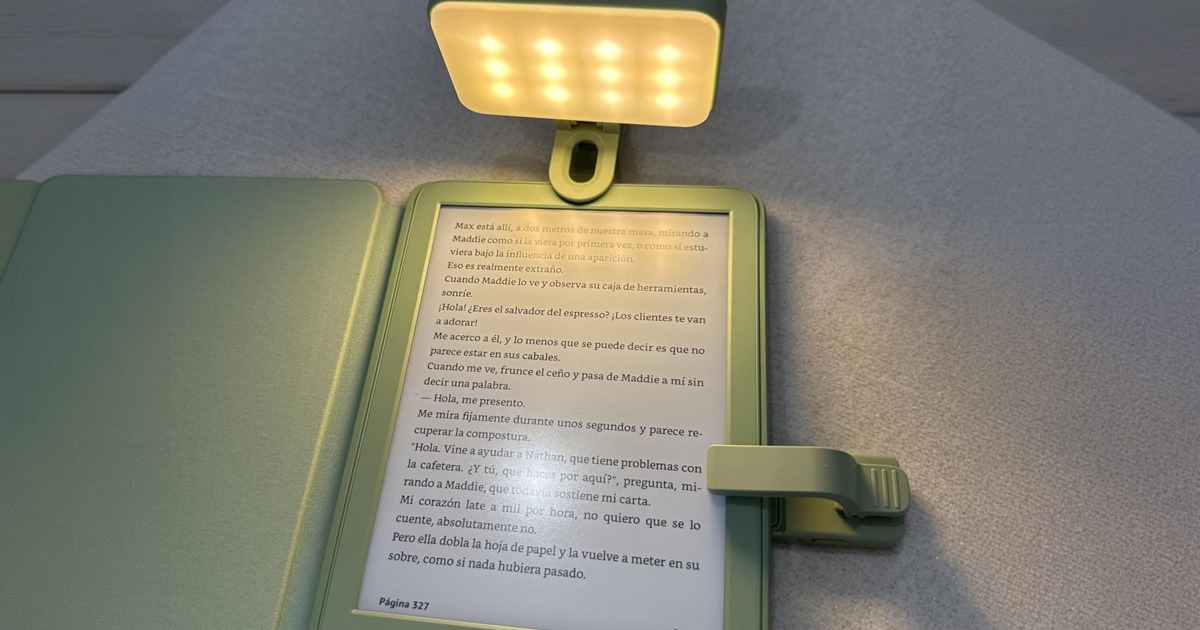 Max está allí, a dos metros de nuestra mesa, mirando a
Maddie como si la viera por primera vez, o como si estu-
viera bajo la influencia de una aparición.
Eso es realmente extraño.
Cuando Maddie lo ve y observa su caja de herramientas,
sonríe.
¡Hola! ¿Eres el salvador del espresso? ¡Los clientes te van
a adorar!
Me acerco a él, y lo menos que se puede decir es que no
parece estar en sus cabales.
Cuando me ve, frunce el ceño y pasa de Maddie a mí sin
decir una palabra.
— Hola, me presento.
Me mira fijamente durante unos segundos y parece re-
cuperar la compostura.
"Hola. Vine a ayudar a Nathan, que tiene problemas con
la cafetera. ¿Y tú, qué haces por aquí?", pregunta, mi-
rando a Maddie, que todavía sostiene mi carta.
Mi corazón late a mil por hora, no quiero que se lo
cuente, absolutamente no.
Pero ella dobla la hoja de papel y la vuelve a meter en su
sobre, como si nada hubiera pasado.
Página 327